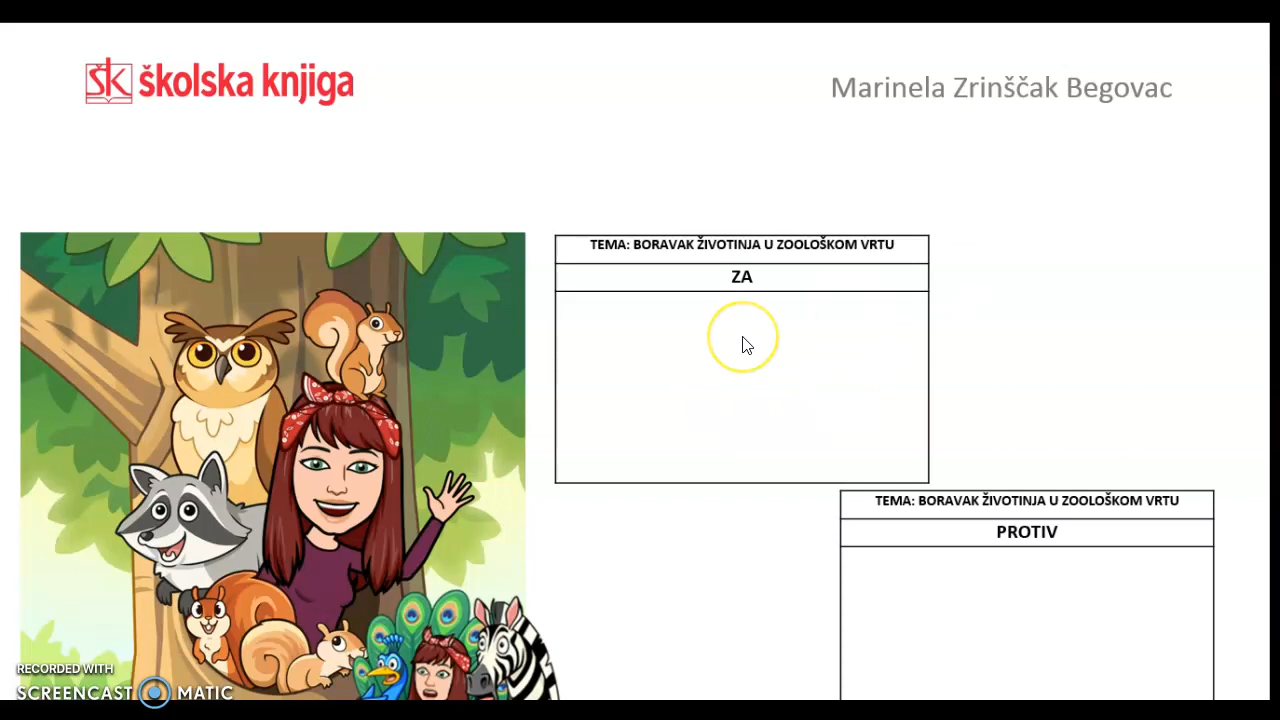 šk školska knjiga
Marinela Zrinščak Begovac
TEMA: BORAVAK ŽIVOTINJA U ZOOLOŠKOM VRTU
ZA
TEMA: BORAVAK ŽIVOTINJA U ZOOLOŠKOM VRTU
PROTIV
RECORDED WITH
SCREENCAST MATIC